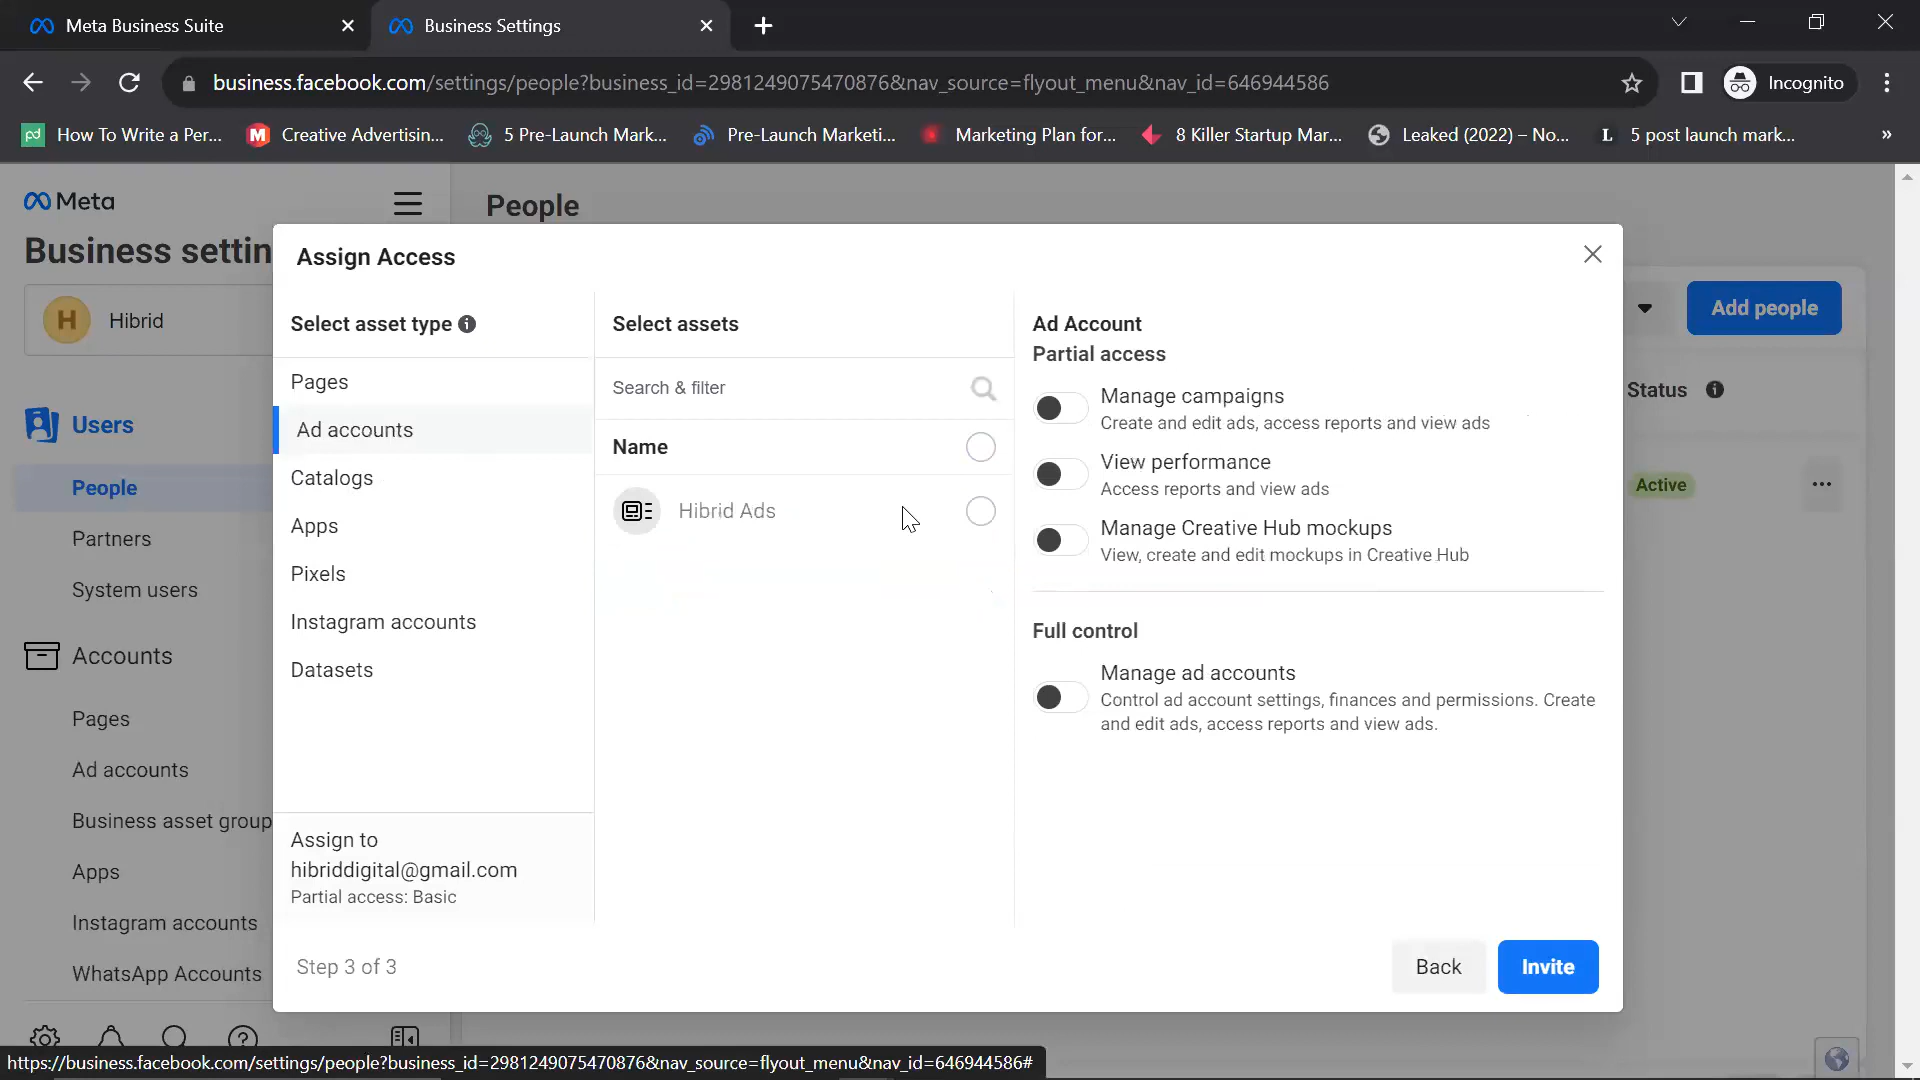 Meta Business Suite
Business Settings
business.facebook.com/settings/people?business_id=2981249075470876&nav_source=flyout_menu&nav_id=646944586
Incognito
pd How To Write a Per...
M Creative Advertisin...
5 Pre-Launch Mark...
Pre-Launch Marketi...
Marketing Plan for...
8 Killer Startup Mar...
Leaked (2022) – No...
L 5 post launch mark...
»
Meta
People
Business settin
H Hibrid
Users
People
Partners
System users
Accounts
Pages
Ad accounts
Business asset group
Apps
Instagram accounts
WhatsApp Accounts
Assign Access
Select asset type
Pages
Ad accounts
Catalogs
Apps
Pixels
Instagram accounts
Datasets
Assign to
hibriddigital@gmail.com
Partial access: Basic
Select assets
Search & filter
Name
Hibrid Ads
Ad Account
Partial access
Manage campaigns
Create and edit ads, access reports and view ads
View performance
Access reports and view ads
Manage Creative Hub mockups
View, create and edit mockups in Creative Hub
Full control
Manage ad accounts
Control ad account settings, finances and permissions. Create
and edit ads, access reports and view ads.
Step 3 of 3
Back
Invite
Add people
Status
Active
https://business.facebook.com/settings/people?business_id=2981249075470876&nav_source=flyout_menu&nav_id=646944586#